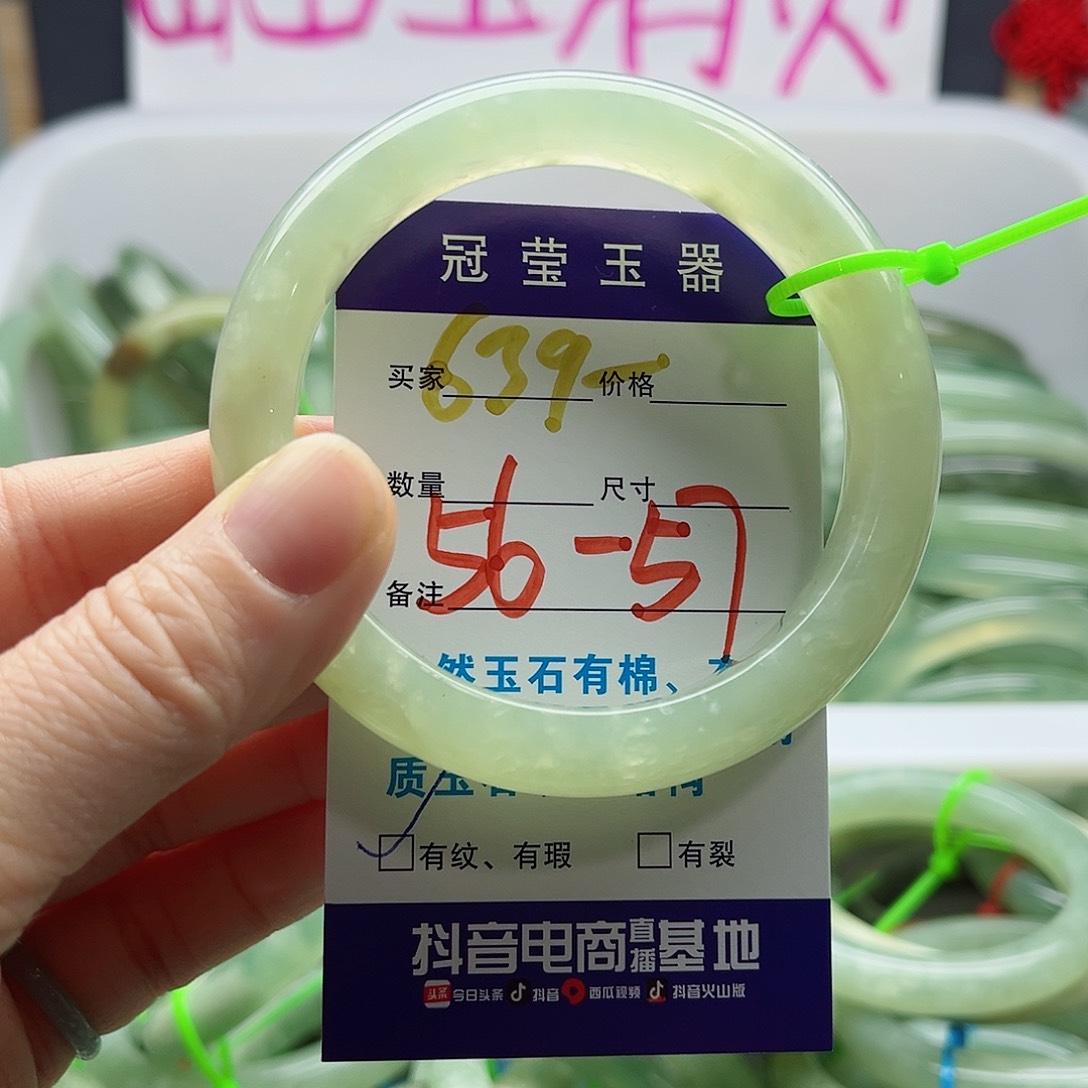 冠莹玉器
买家 639- 价格
数量 尺寸
56-57
备注
然玉石有棉、
质玉
有纹、有瑕 有裂
抖音电商直播基地
头条 今日头条 抖音 西瓜视频 抖音火山版